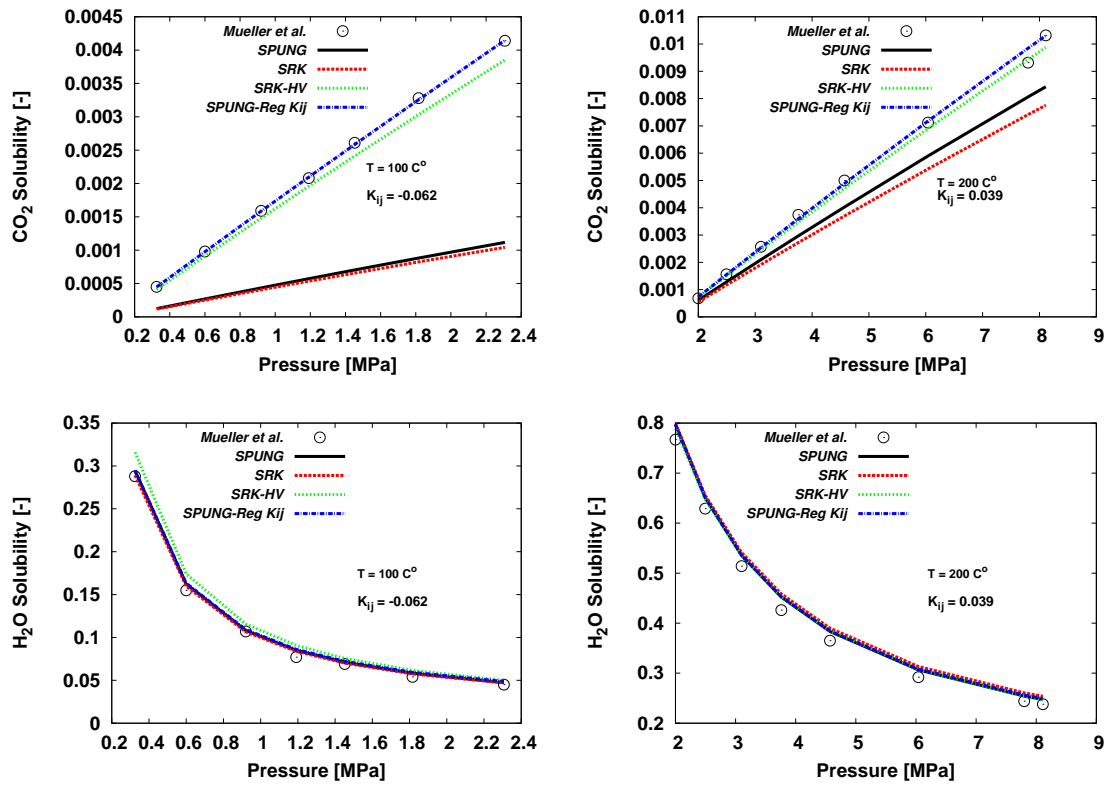 0.0045
0.004
0.0035
0.003
0.0025
0.002
0.0015
0.001
0.0005
0
CO2 Solubility [-]
Mueller et al.
SPUNG
SRK
SRK-HV
SPUNG-Reg Kij
T = 100 C°
Kij = -0.062
0.2 0.4 0.6 0.8 1 1.2 1.4 1.6 1.8 2 2.2 2.4
Pressure [MPa]
0.011
0.01
0.009
0.008
0.007
0.006
0.005
0.004
0.003
0.002
0.001
0
CO2 Solubility [-]
Mueller et al.
SPUNG
SRK
SRK-HV
SPUNG-Reg Kij
T = 200 C°
Kij = 0.039
2 3 4 5 6 7 8 9
Pressure [MPa]
0.35
0.3
0.25
0.2
0.15
0.1
0.05
0
H2O Solubility [-]
Mueller et al.
SPUNG
SRK
SRK-HV
SPUNG-Reg Kij
T = 100 C°
Kij = -0.062
0.2 0.4 0.6 0.8 1 1.2 1.4 1.6 1.8 2 2.2 2.4
Pressure [MPa]
0.8
0.7
0.6
0.5
0.4
0.3
0.2
H2O Solubility [-]
Mueller et al.
SPUNG
SRK
SRK-HV
SPUNG-Reg Kij
T = 200 C°
Kij = 0.039
2 3 4 5 6 7 8 9
Pressure [MPa]